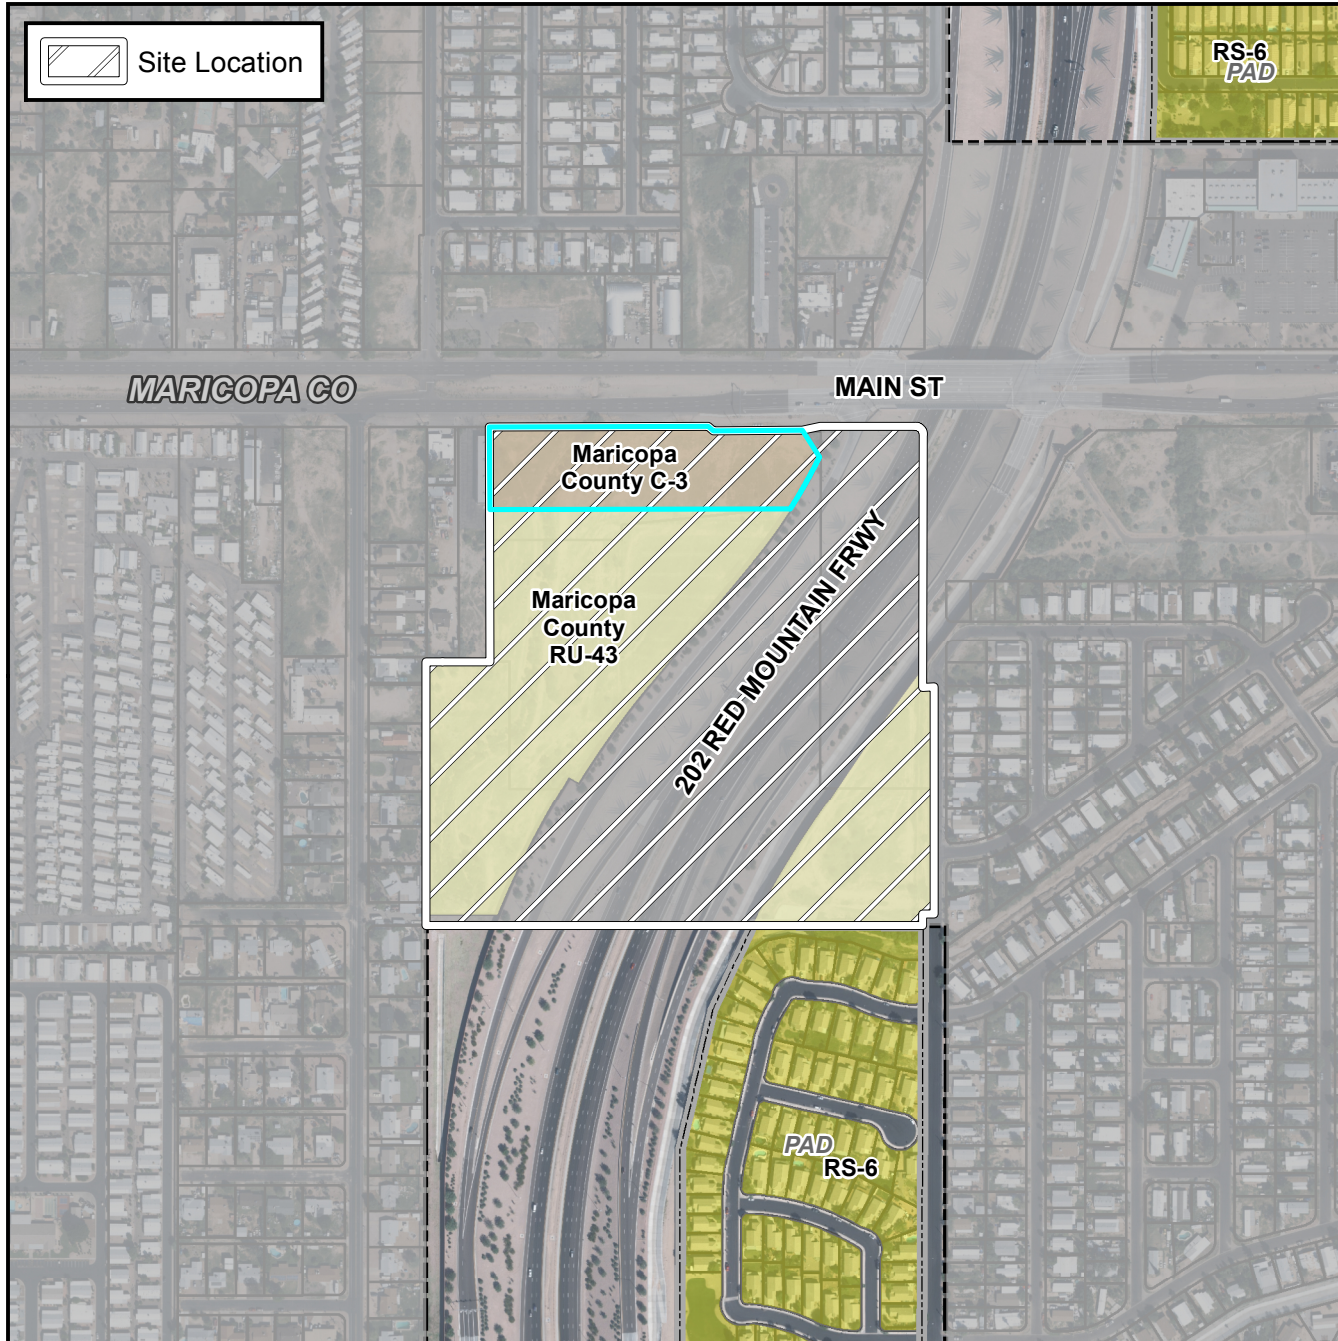 Site Location
RS-6
PAD
MARICOPA CO
MAIN ST
Maricopa
County C-3
Maricopa
County
RU-43
202 RED MOUNTAIN FRWY
PAD
RS-6